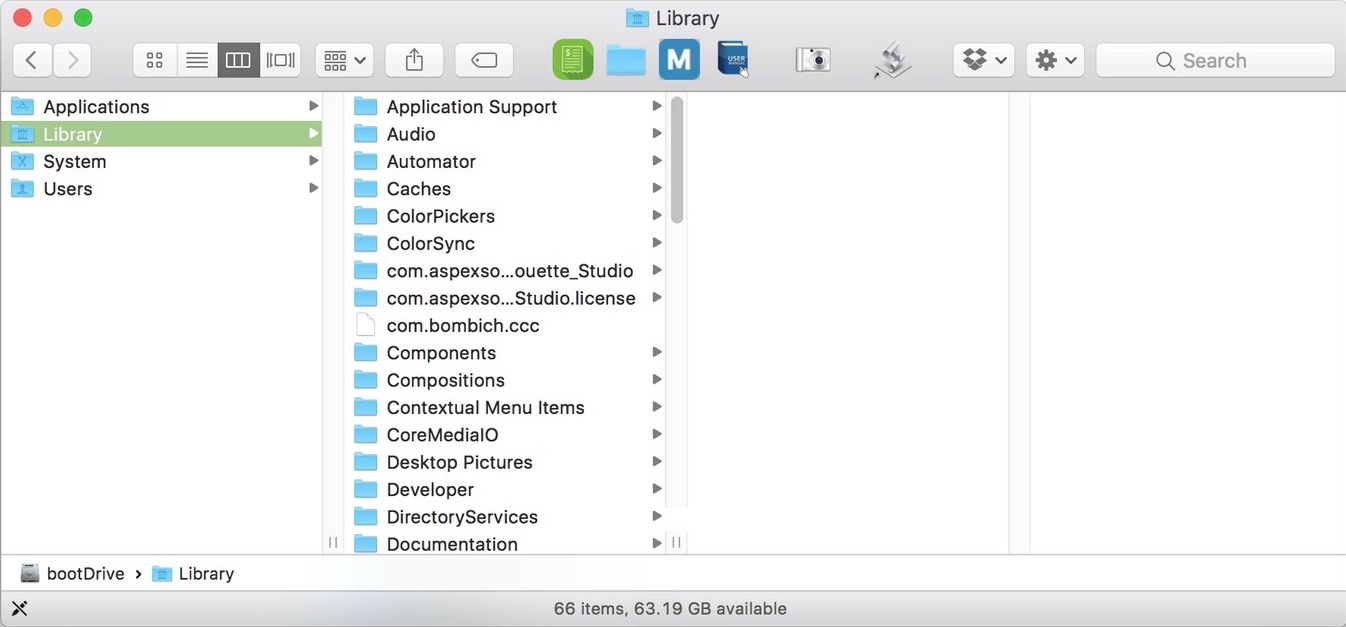 Library
M
USER
MANUAL
Search
Applications
Library
System
Users
Application Support
Audio
Automator
Caches
ColorPickers
ColorSync
com.aspexso...ouette_Studio
com.aspexso...Studio.license
com.bombich.ccc
Components
Compositions
Contextual Menu Items
CoreMediaIO
Desktop Pictures
Developer
DirectoryServices
Documentation
bootDrive › Library
66 items, 63.19 GB available